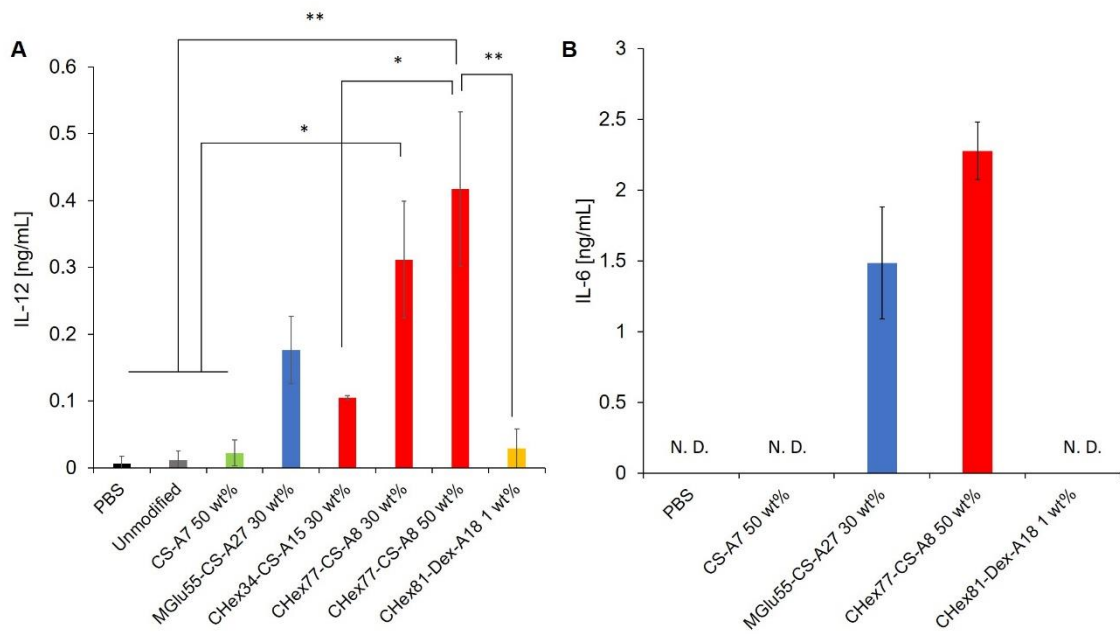 A
**
*
**
*
IL-12 [ng/mL]
0.6
0.5
0.4
0.3
0.2
0.1
0
PBS
Unmodified
CS-A7 50 wt%
MGlu55-CS-A27 30 wt%
CHex34-CS-A15 30 wt%
CHex77-CS-A8 30 wt%
CHex77-CS-A8 50 wt%
CHex81-Dex-A18 1 wt%
B
IL-6 [ng/mL]
3
2.5
2
1.5
1
0.5
0
N. D.
N. D.
N. D.
PBS
CS-A7 50 wt%
MGlu55-CS-A27 30 wt%
CHex77-CS-A8 50 wt%
CHex81-Dex-A18 1 wt%